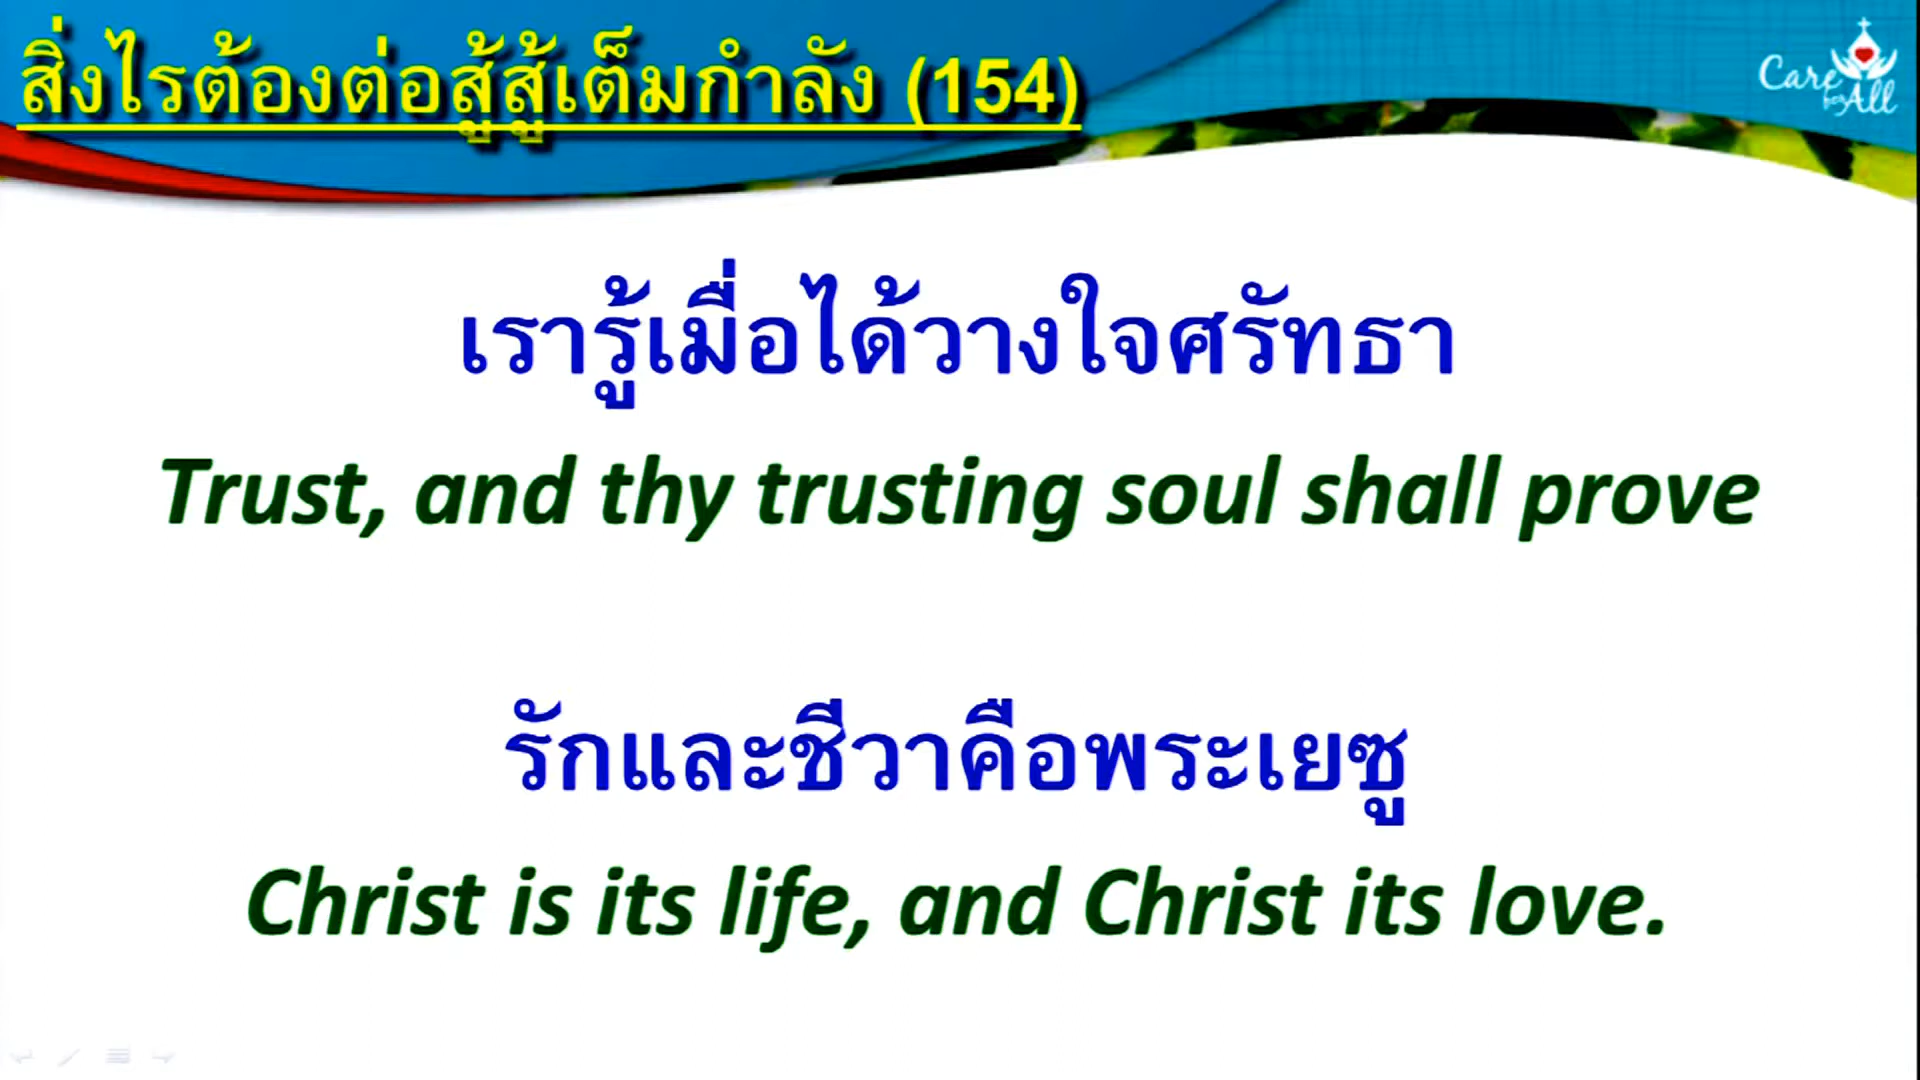 สิ่งไรต้องต่อสู้สู้เต็มกำลัง (154)
Care
for All
เรารู้เมื่อได้วางใจศรัทธา
Trust, and thy trusting soul shall prove
รักและชีวาคือพระเยซู
Christ is its life, and Christ its love.